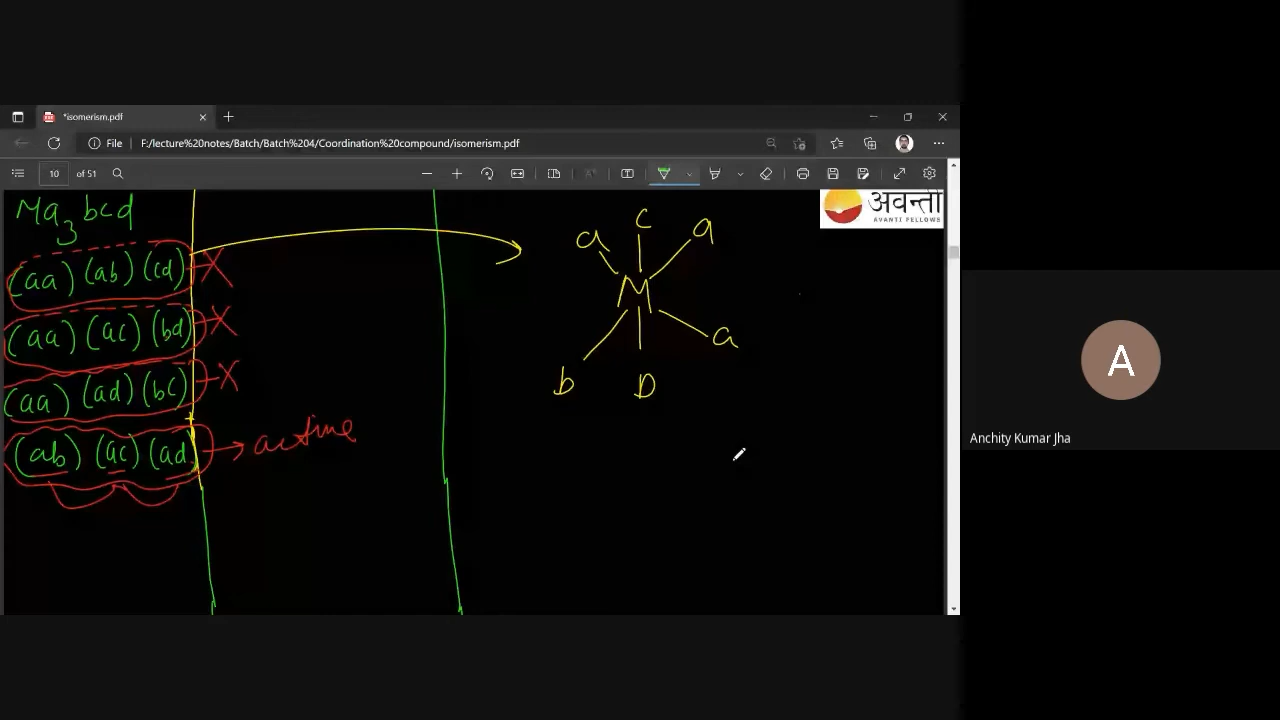 *isomerism.pdf
File F:/lecture%20notes/Batch/Batch%204/Coordination%20compound/isomerism.pdf
10 of 51
Ma3bcd
अवन्ती
AVANTI FELLOWS
(aa) (ab) (cd) X
(aa) (ac) (bd) X
(aa) (ad) (bc) X
(ab) (ac) (ad) → active
a c a
M
a
b D
A
Anchity Kumar Jha